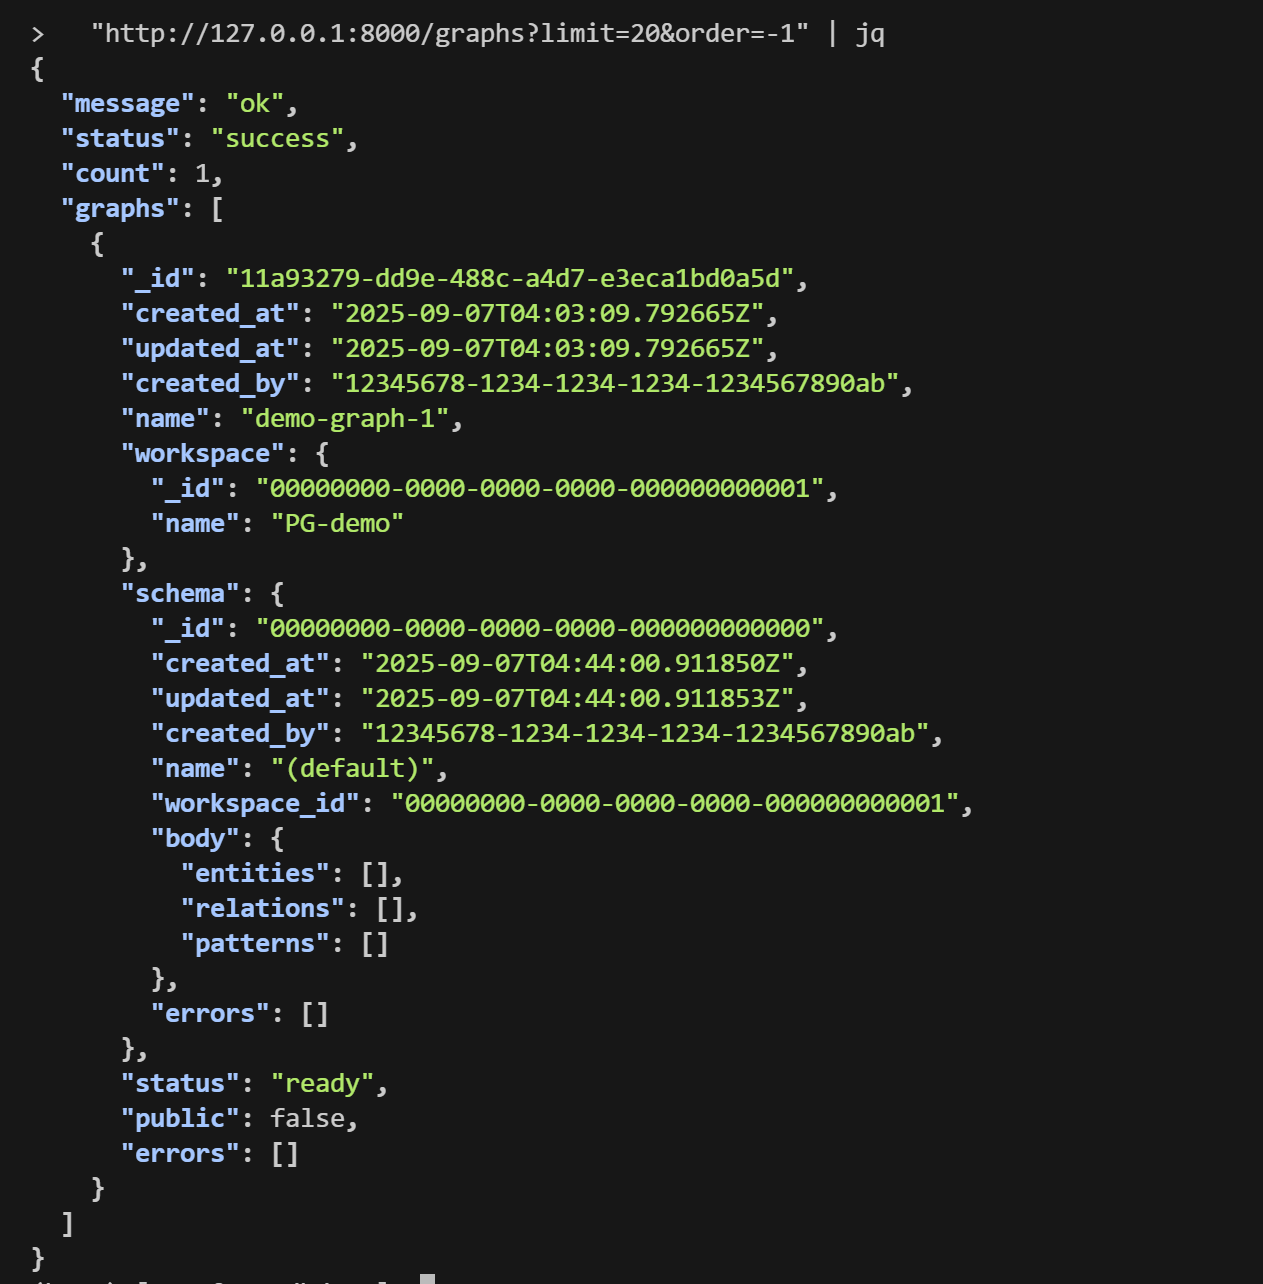 >   "http://127.0.0.1:8000/graphs?limit=20&order=-1" | jq
{
  "message": "ok",
  "status": "success",
  "count": 1,
  "graphs": [
    {
      "_id": "11a93279-dd9e-488c-a4d7-e3eca1bd0a5d",
      "created_at": "2025-09-07T04:03:09.792665Z",
      "updated_at": "2025-09-07T04:03:09.792665Z",
      "created_by": "12345678-1234-1234-1234-1234567890ab",
      "name": "demo-graph-1",
      "workspace": {
        "_id": "00000000-0000-0000-0000-000000000001",
        "name": "PG-demo"
      },
      "schema": {
        "_id": "00000000-0000-0000-0000-000000000000",
        "created_at": "2025-09-07T04:44:00.911850Z",
        "updated_at": "2025-09-07T04:44:00.911853Z",
        "created_by": "12345678-1234-1234-1234-1234567890ab",
        "name": "(default)",
        "workspace_id": "00000000-0000-0000-0000-000000000001",
        "body": {
          "entities": [],
          "relations": [],
          "patterns": []
        },
        "errors": []
      },
      "status": "ready",
      "public": false,
      "errors": []
    }
  ]
}